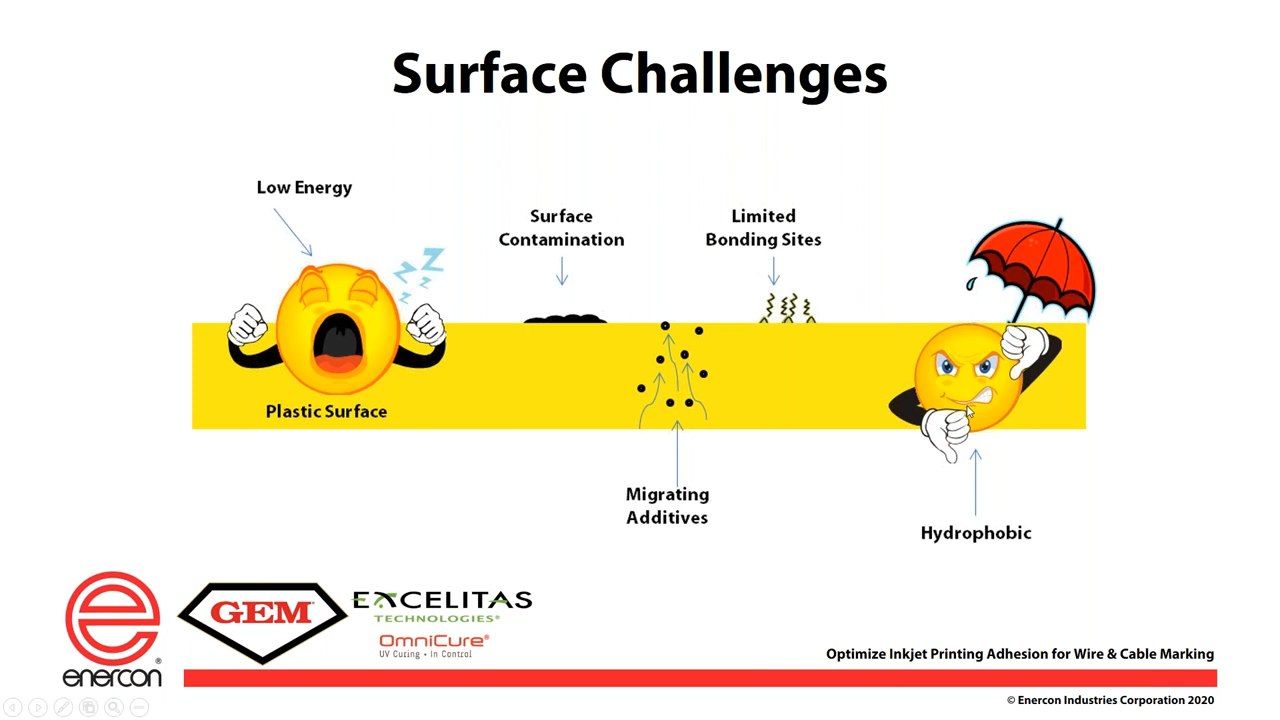 Surface Challenges
Low Energy
Surface
Contamination
Limited
Bonding Sites
Z
Z
Z
Z
Plastic Surface
Migrating
Additives
Hydrophobic
enercon®
GEM®
EXCELITAS
TECHNOLOGIES®
OmniCure®
UV Curing • In Control
Optimize Inkjet Printing Adhesion for Wire & Cable Marking
© Enercon Industries Corporation 2020